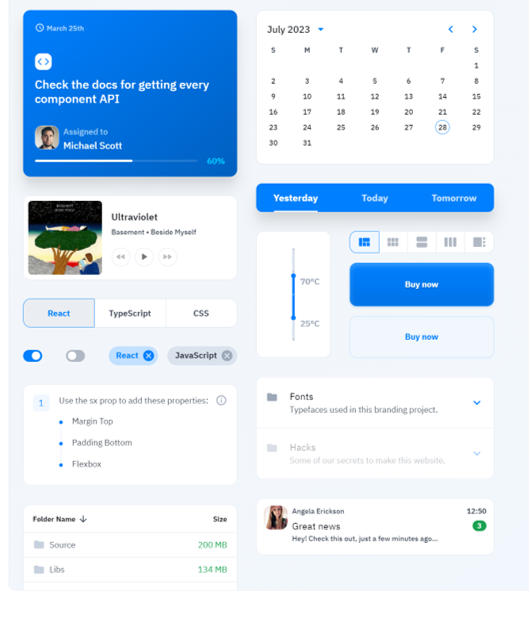 March 25th
Check the docs for getting every
component API
Assigned to
Michael Scott
60%
BASEMENT
Ultraviolet
Basement • Beside Myself
React
TypeScript
CSS
React
JavaScript
1
Use the sx prop to add these properties:
Margin Top
Padding Bottom
Flexbox
Folder Name
Size
Source
200 MB
Libs
134 MB
July 2023
S M T W T F S
1
2 3 4 5 6 7 8
9 10 11 12 13 14 15
16 17 18 19 20 21 22
23 24 25 26 27 28 29
30 31
Yesterday
Today
Tomorrow
70°C
25°C
Buy now
Buy now
Fonts
Typefaces used in this branding project.
Hacks
Some of our secrets to make this website.
Angela Erickson
12:50
Great news
3
Hey! Check this out, just a few minutes ago...